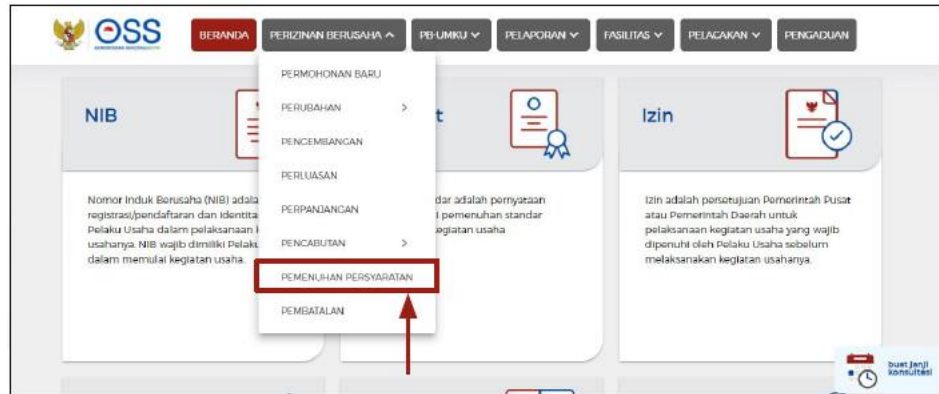 OSS
BERANDA
PERIZINAN BERUSAHA
PB-UMKU
PELAPORAN
FASILITAS
PELACAKAN
PENGADUAN
PERMOHONAN BARU
PERUBAHAN
PENGEMBANGAN
PERLUASAN
PERPANJANGAN
PENCABUTAN
PEMENUHAN PERSYARATAN
PEMBATALAN
NIB
Nomor Induk Berusaha (NIB) adala
registrasi/pendaftaran dan identita
Pelaku Usaha dalam pelaksanaan
usahanya. NIB wajib dimiliki Pelaku
dalam memulai kegiatan usaha.
t
dar adalah pernyataan
i pemenuhan standar
kegiatan usaha
Izin
Izin adalah persetujuan Pemerintah Pusat
atau Pemerintah Daerah untuk
pelaksanaan kegiatan usaha yang wajib
dipenuhi oleh Pelaku Usaha sebelum
melaksanakan kegiatan usahanya.
buat janji
konsultasi